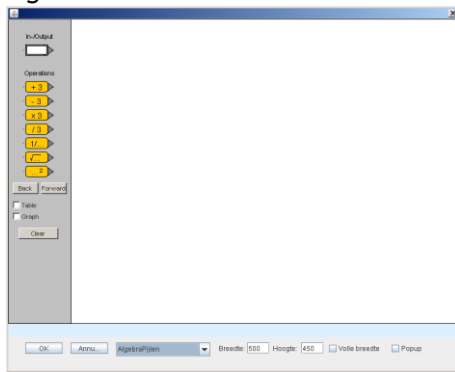 In-/Output
Operations
+ 3
- 3
x 3
/ 3
1/...
√
...²
Back Forward
Table
Graph
Clear
OK Annu... AlgebraPijlen Breedte: 500 Hoogte: 450 Volle breedte Popup